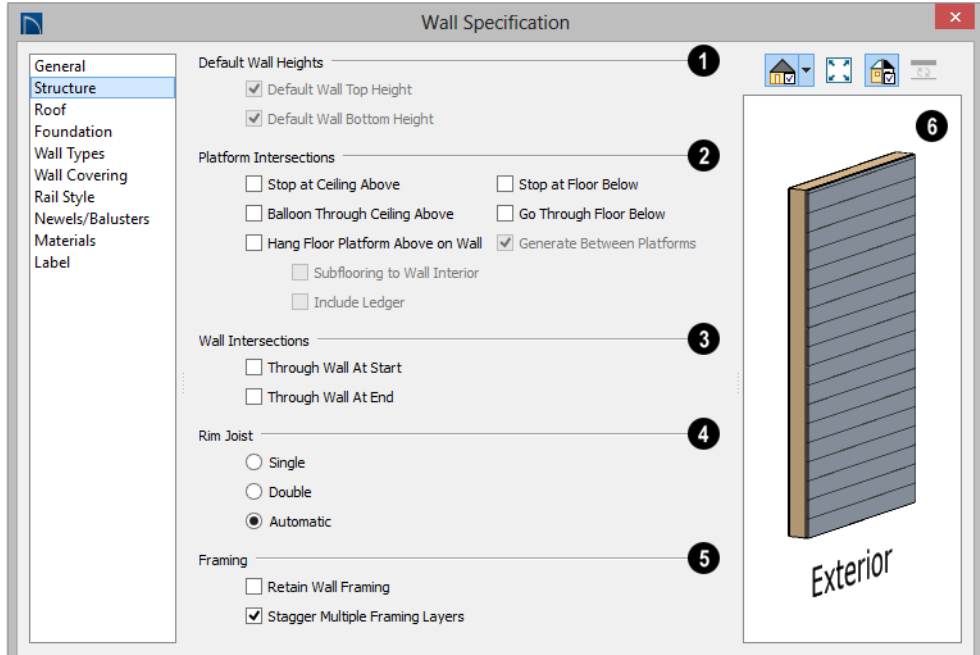 Wall Specification
General
Structure
Roof
Foundation
Wall Types
Wall Covering
Rail Style
Newels/Balusters
Materials
Label
Default Wall Heights 1
Default Wall Top Height
Default Wall Bottom Height
Platform Intersections 2
Stop at Ceiling Above Stop at Floor Below
Balloon Through Ceiling Above Go Through Floor Below
Hang Floor Platform Above on Wall Generate Between Platforms
Subflooring to Wall Interior
Include Ledger
Wall Intersections 3
Through Wall At Start
Through Wall At End
Rim Joist 4
Single
Double
Automatic
Framing 5
Retain Wall Framing
Stagger Multiple Framing Layers
6
Exterior